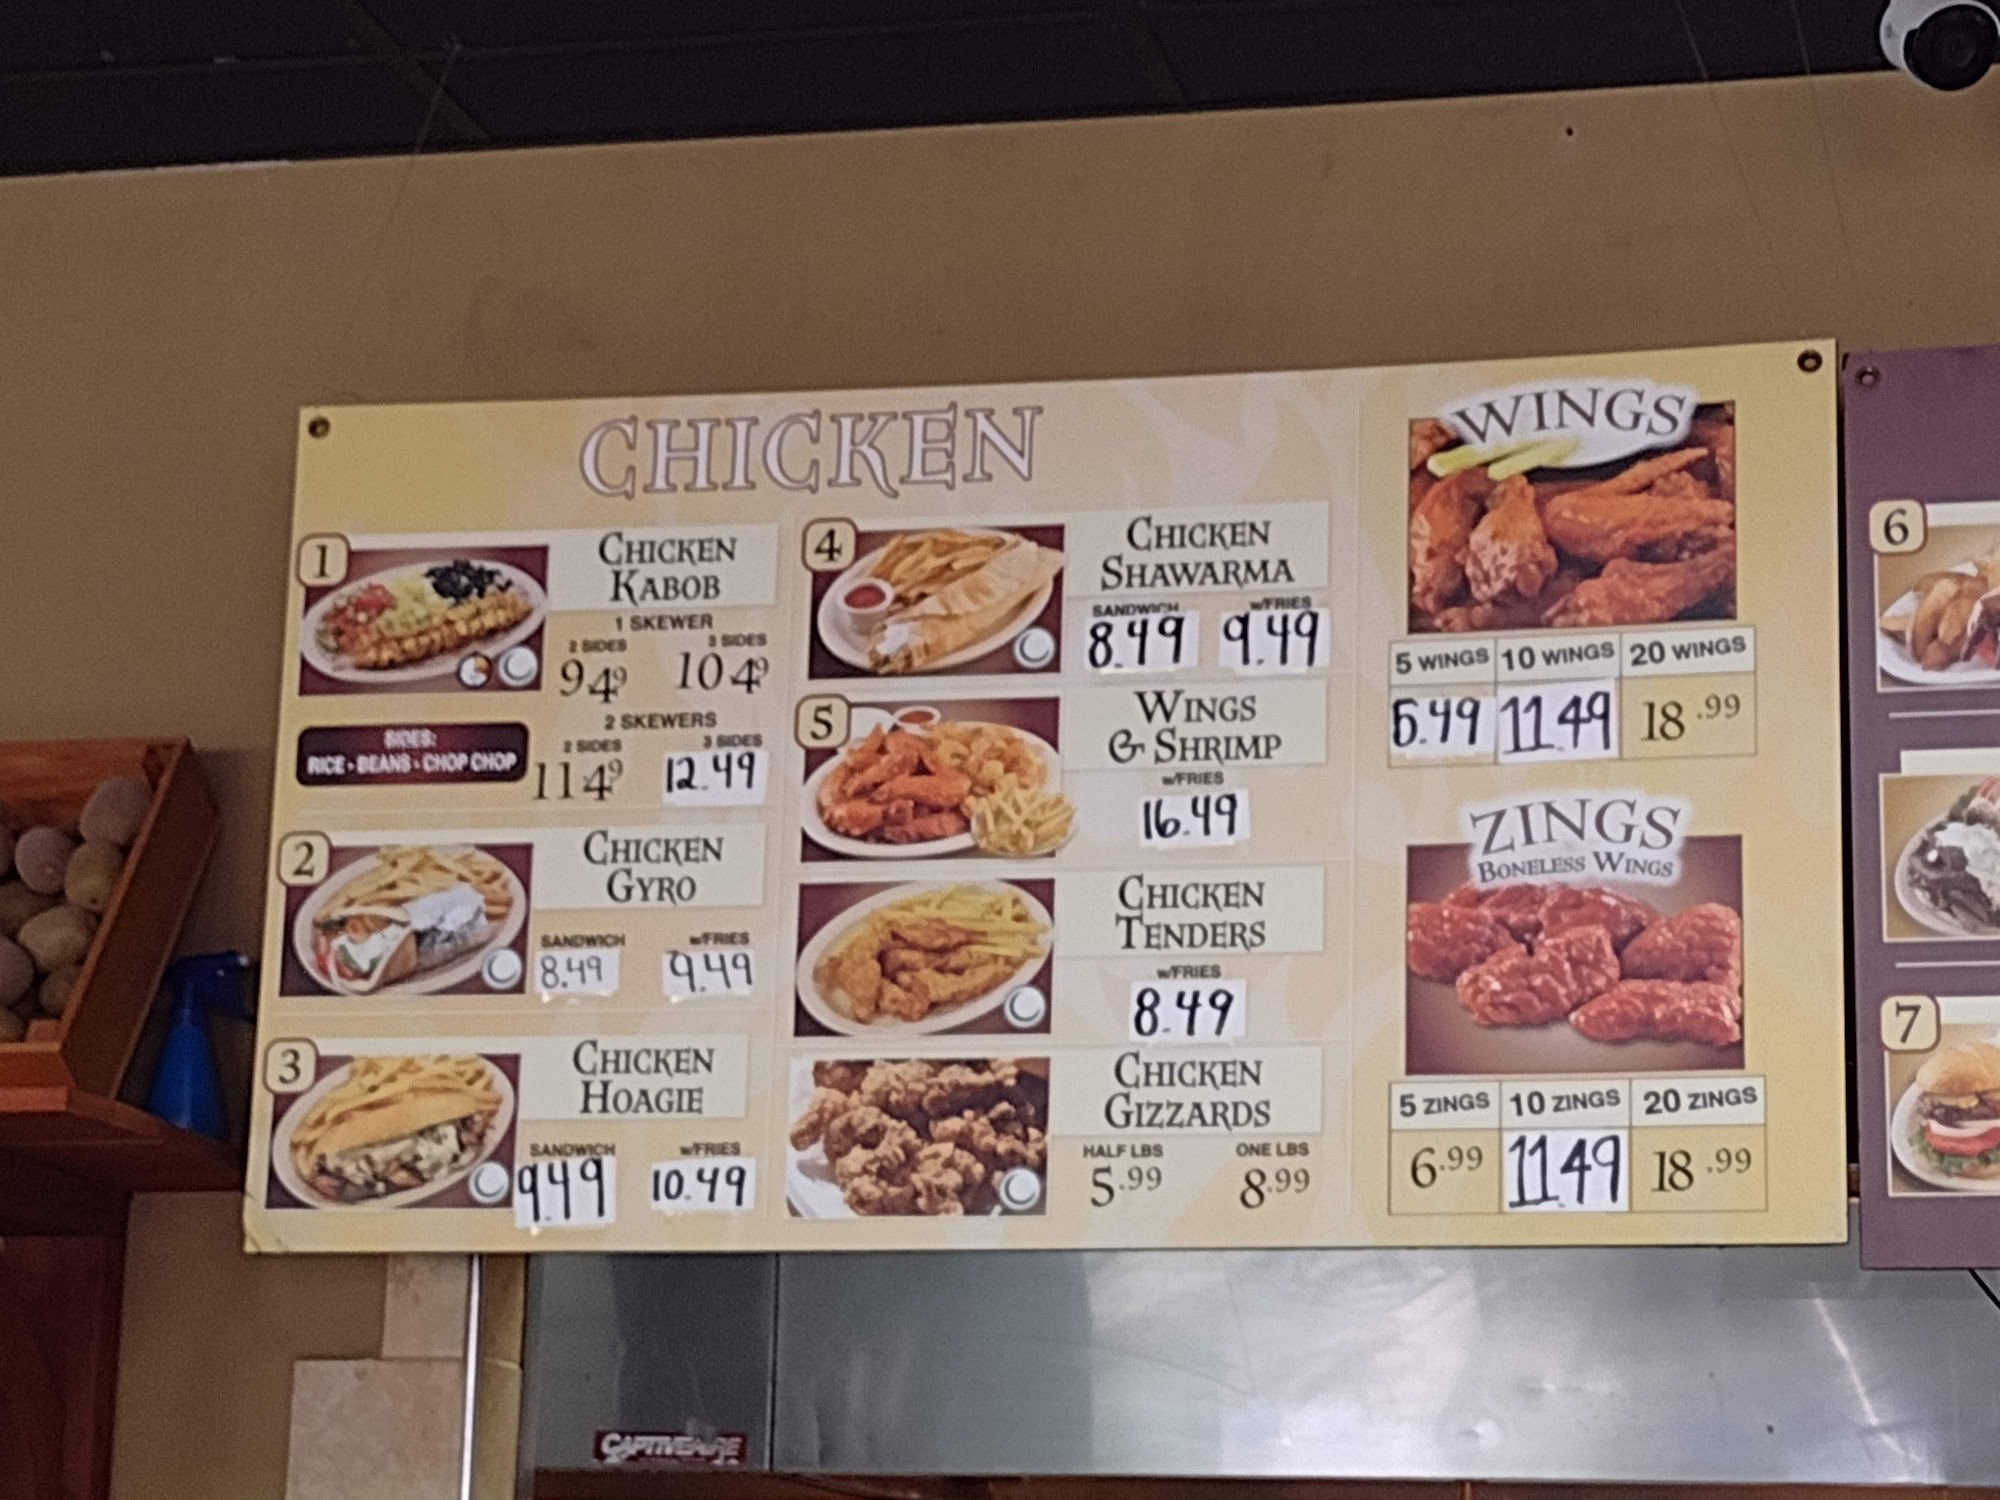 CHICKEN
1
CHICKEN
KABOB
1 SKEWER
2 SIDES 3 SIDES
9 49 10 49
2 SKEWERS
SIDES:
RICE • BEANS • CHOP CHOP
2 SIDES 3 SIDES
11 49 12.49
2
CHICKEN
GYRO
SANDWICH w/FRIES
8.49 9.49
3
CHICKEN
HOAGIE
SANDWICH w/FRIES
9.49 10.49
4
CHICKEN
SHAWARMA
SANDWICH w/FRIES
8.49 9.49
5
WINGS
& SHRIMP
w/FRIES
16.49
CHICKEN
TENDERS
w/FRIES
8.49
CHICKEN
GIZZARDS
HALF LBS ONE LBS
5.99 8.99
WINGS
5 WINGS 10 WINGS 20 WINGS
11.49 18.99
ZINGS
BONELESS WINGS
5 ZINGS 10 ZINGS 20 ZINGS
6.99 11.49 18.99
6
7
CAPTIVEAIRE